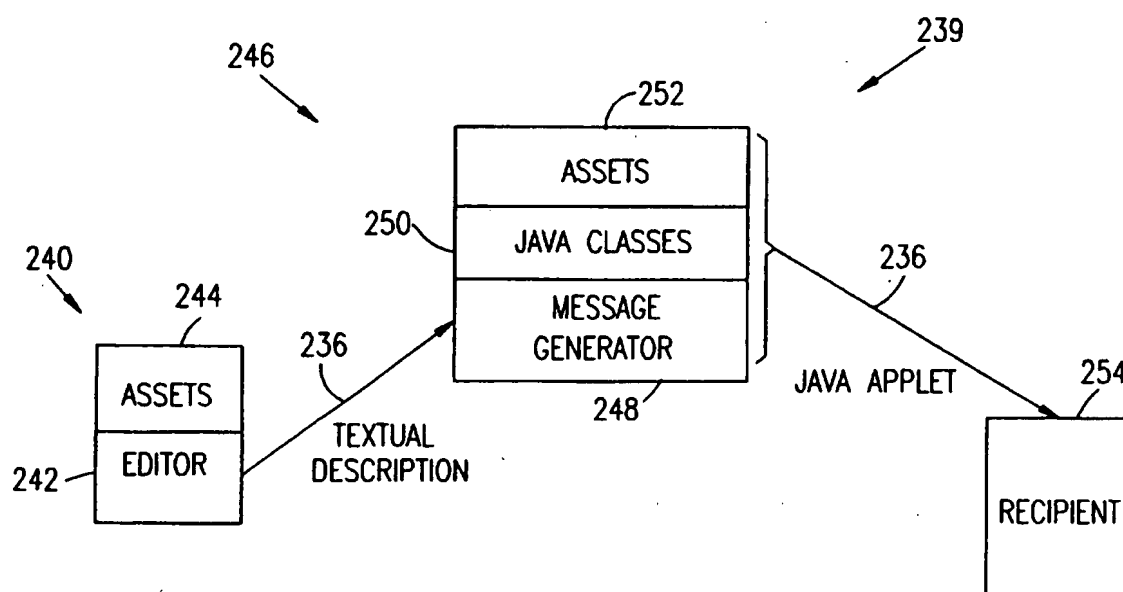 239
246
252
ASSETS
250
JAVA CLASSES
240
236
244
MESSAGE
GENERATOR
236
ASSETS
JAVA APPLET
254
248
TEXTUAL
DESCRIPTION
242
EDITOR
RECIPIENT